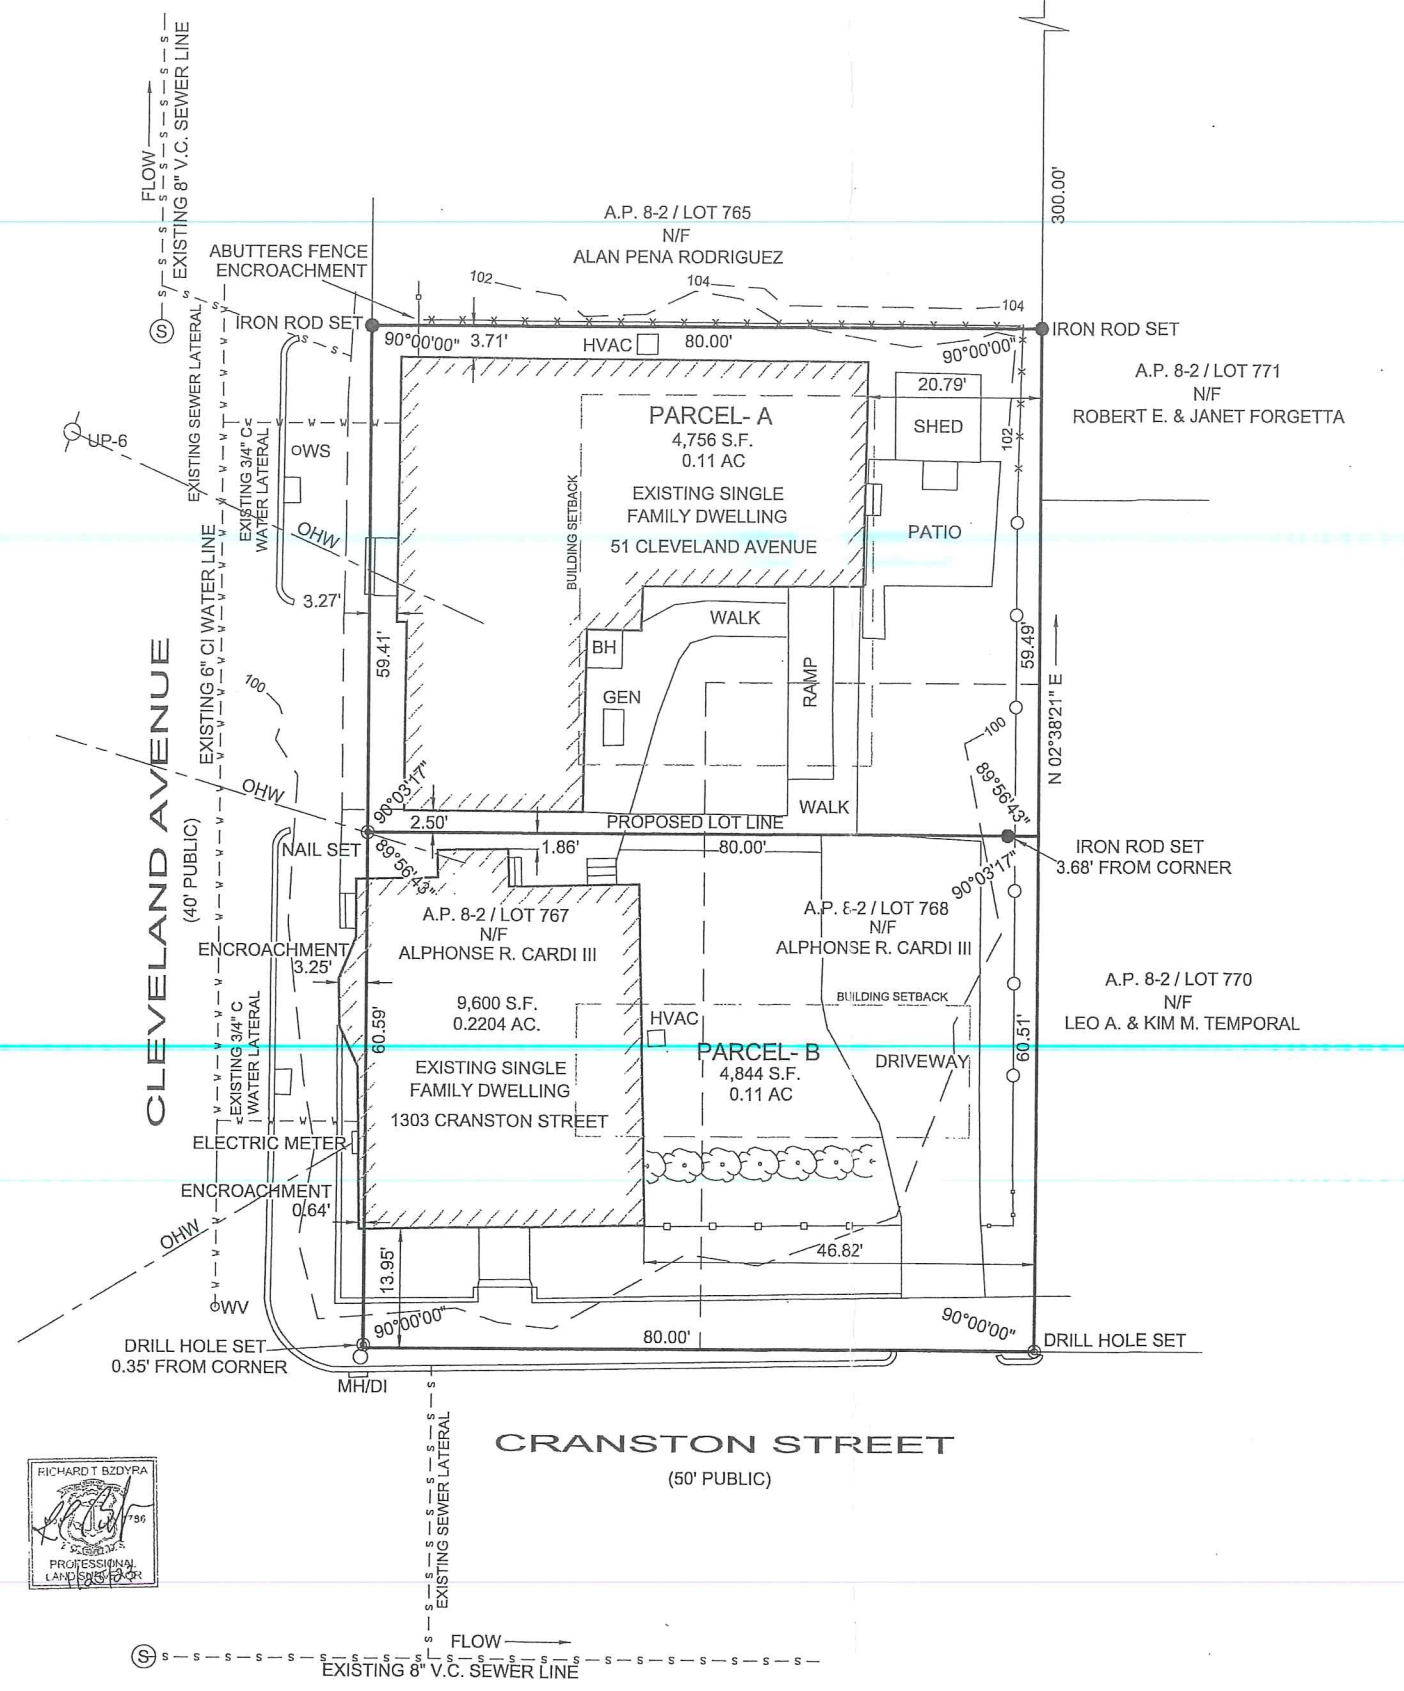 FLOW
EXISTING 8" V.C. SEWER LINE
300.00'
A.P. 8-2 / LOT 765
N/F
ALAN PENA RODRIGUEZ
ABUTTERS FENCE
ENCROACHMENT
102
104
104
IRON ROD SET
90°00'00"
3.71'
HVAC
80.00'
90°00'00"
IRON ROD SET
A.P. 8-2 / LOT 771
N/F
ROBERT E. & JANET FORGETTA
EXISTING SEWER LATERAL
UP-6
EXISTING 3/4" C
WATER LATERAL
WS
OHW
PARCEL- A
4,756 S.F.
0.11 AC
EXISTING SINGLE
FAMILY DWELLING
51 CLEVELAND AVENUE
BUILDING SETBACK
20.79'
SHED
102
PATIO
3.27'
59.41'
WALK
BH
GEN
RAMP
WALK
59.49'
N 02°38'21" E
EXISTING 6" CI WATER LINE
100
100
CLEVELAND AVENUE
(40' PUBLIC)
OHW
90°03'17"
2.50'
PROPOSED LOT LINE
89°56'43"
NAIL SET
89°56'43"
1.86'
80.00'
90°03'17"
IRON ROD SET
3.68' FROM CORNER
A.P. 8-2 / LOT 767
N/F
ALPHONSE R. CARDI III
A.P. 8-2 / LOT 768
N/F
ALPHONSE R. CARDI III
ENCROACHMENT
3.25'
9,600 S.F.
0.2204 AC.
EXISTING SINGLE
FAMILY DWELLING
1303 CRANSTON STREET
60.59'
BUILDING SETBACK
HVAC
PARCEL- B
4,844 S.F.
0.11 AC
DRIVEWAY
60.51'
A.P. 8-2 / LOT 770
N/F
LEO A. & KIM M. TEMPORAL
EXISTING 3/4" C
WATER LATERAL
ELECTRIC METER
ENCROACHMENT
0.64'
OHW
WV
13.95'
46.82'
90°00'00"
80.00'
90°00'00"
DRILL HOLE SET
0.35' FROM CORNER
DRILL HOLE SET
MH/DI
CRANSTON STREET
(50' PUBLIC)
EXISTING SEWER LATERAL
RICHARD T BZDYRA
PROFESSIONAL
LAND SURVEYOR
S
FLOW
EXISTING 8" V.C. SEWER LINE